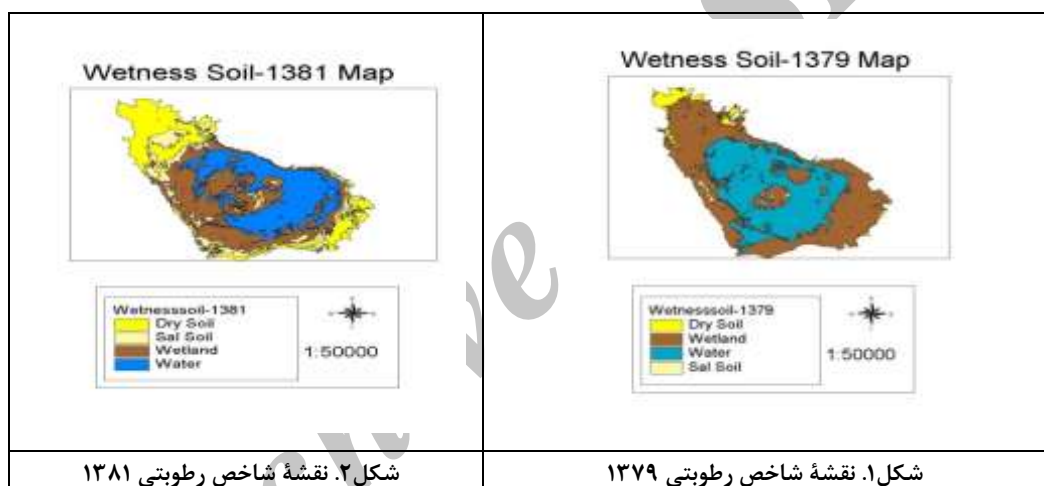 Wetness Soil-1379 Map
Wetnesssoil-1379
Dry Soil
Wetland
Water
Sal Soil
1:50000
شکل۱. نقشهٔ شاخص رطوبتی ۱۳۷۹
Wetness Soil-1381 Map
Wetnesssoil-1381
Dry Soil
Sal Soil
Wetland
Water
1:50000
شکل۲. نقشهٔ شاخص رطوبتی ۱۳۸۱